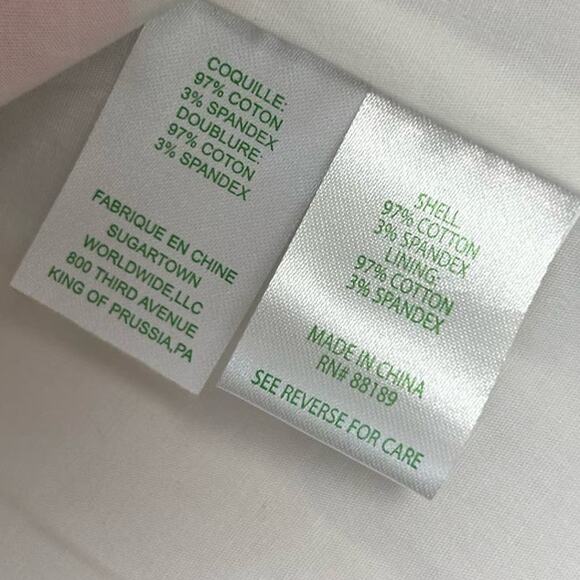 COQUILLE:
97% COTON
3% SPANDEX
DOUBLURE:
97% COTON
3% SPANDEX
FABRIQUE EN CHINE
SUGARTOWN
WORLDWIDE,LLC
800 THIRD AVENUE
KING OF PRUSSIA,PA
SHELL
97% COTTON
3% SPANDEX
LINING:
97% COTTON
3% SPANDEX
MADE IN CHINA
RN# 88189
SEE REVERSE FOR CARE